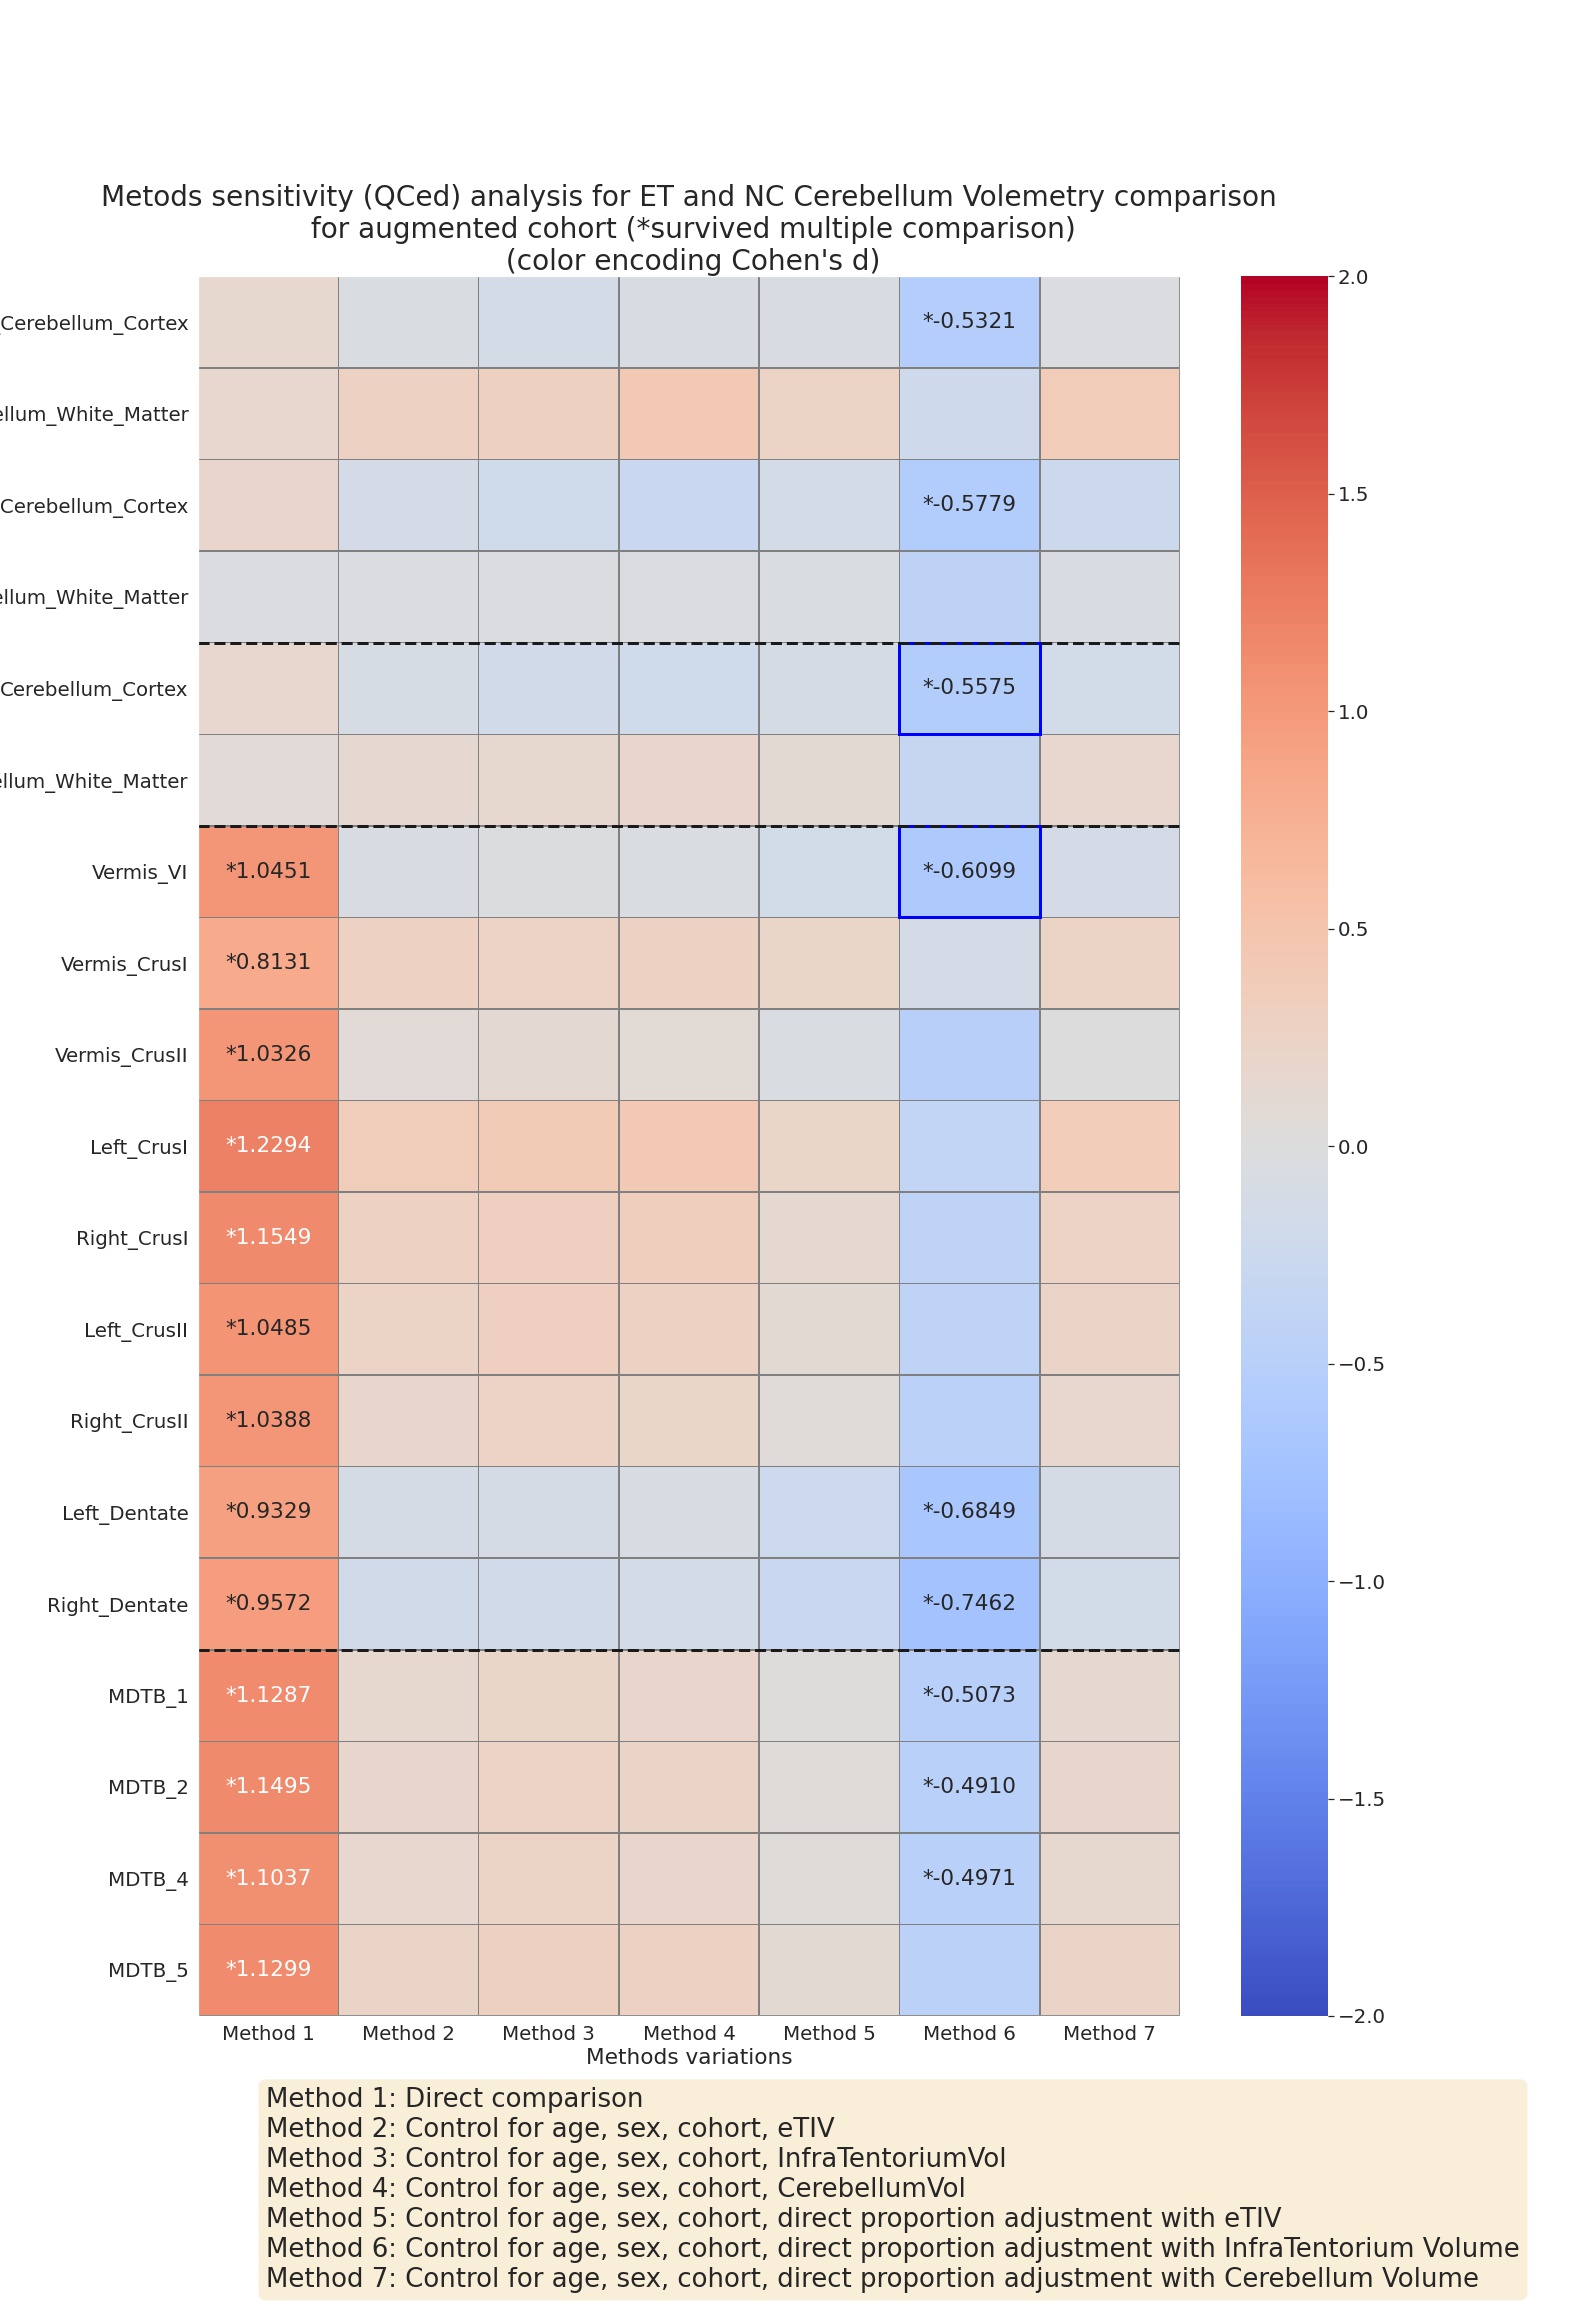 Metods sensitivity (QCed) analysis for ET and NC Cerebellum Volemetry comparison
for augmented cohort (*survived multiple comparison)
(color encoding Cohen's d)
_Cerebellum_Cortex *-0.5321
ellum_White_Matter
Cerebellum_Cortex *-0.5779
ellum_White_Matter
Cerebellum_Cortex *-0.5575
ellum_White_Matter
Vermis_VI *1.0451 *-0.6099
Vermis_CrusI *0.8131
Vermis_CrusII *1.0326
Left_CrusI *1.2294
Right_CrusI *1.1549
Left_CrusII *1.0485
Right_CrusII *1.0388
Left_Dentate *0.9329 *-0.6849
Right_Dentate *0.9572 *-0.7462
MDTB_1 *1.1287 *-0.5073
MDTB_2 *1.1495 *-0.4910
MDTB_4 *1.1037 *-0.4971
MDTB_5 *1.1299
Method 1 Method 2 Method 3 Method 4 Method 5 Method 6 Method 7
Methods variations
2.0
1.5
1.0
0.5
0.0
−0.5
−1.0
−1.5
−2.0
Method 1: Direct comparison
Method 2: Control for age, sex, cohort, eTIV
Method 3: Control for age, sex, cohort, InfraTentoriumVol
Method 4: Control for age, sex, cohort, CerebellumVol
Method 5: Control for age, sex, cohort, direct proportion adjustment with eTIV
Method 6: Control for age, sex, cohort, direct proportion adjustment with InfraTentorium Volume
Method 7: Control for age, sex, cohort, direct proportion adjustment with Cerebellum Volume